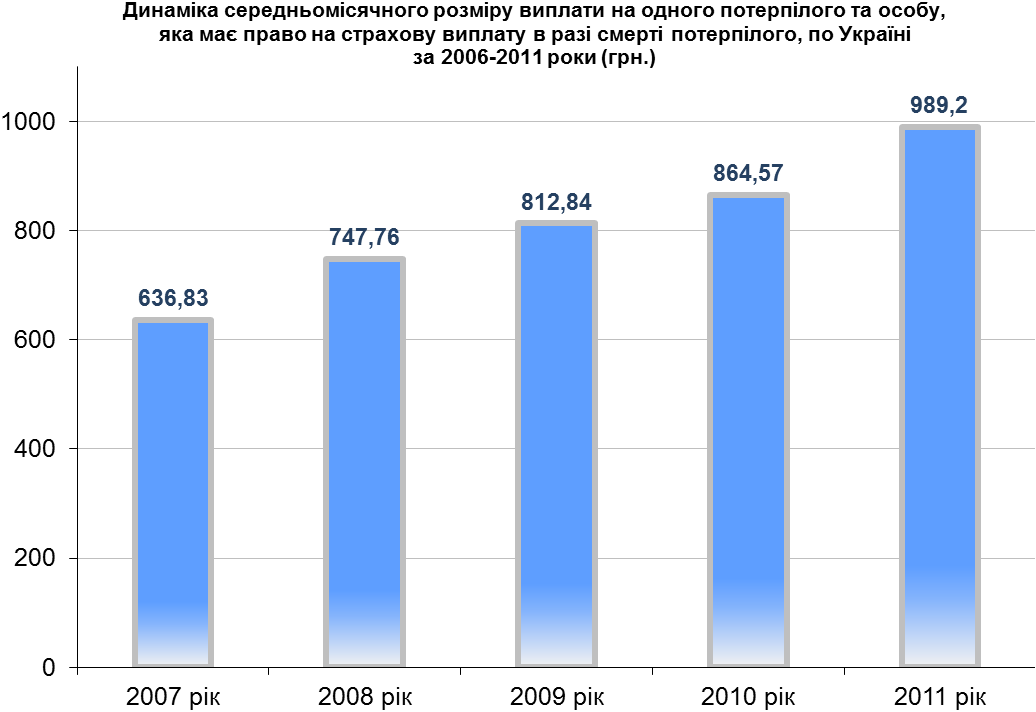 Динаміка середньомісячного розміру виплати на одного потерпілого та особу,
яка має право на страхову виплату в разі смерті потерпілого, по Україні
за 2006-2011 роки (грн.)
989,2
1000
864,57
812,84
800
747,76
636,83
600
400
200
0
2007 рік
2008 рік
2009 рік
2010 рік
2011 рік